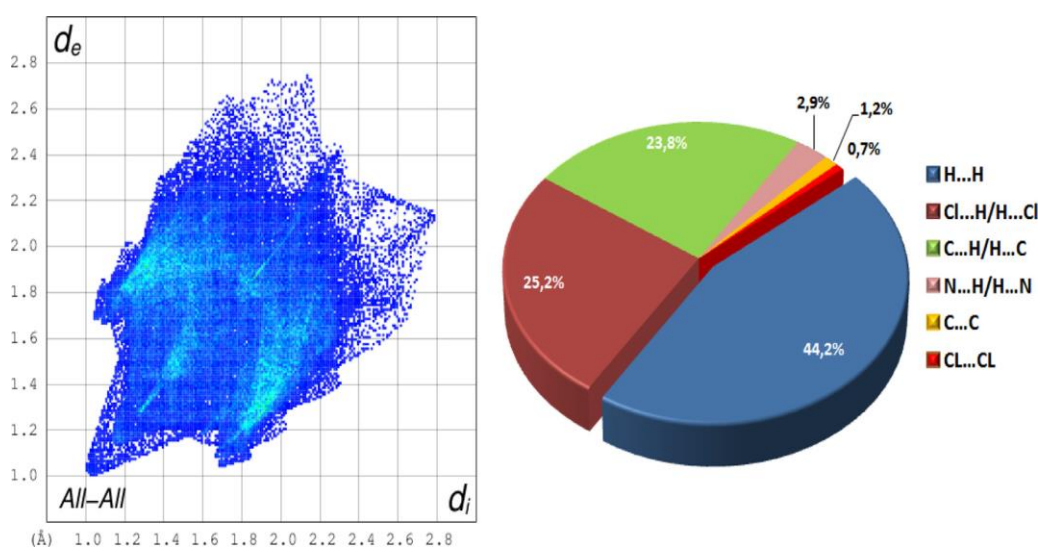 dₑ
2.8
2.6
2.4
2.2
2.0
1.8
1.6
1.4
1.2
1.0
All–All
dᵢ
(Å) 1.0 1.2 1.4 1.6 1.8 2.0 2.2 2.4 2.6 2.8
2,9%
1,2%
0,7%
23,8%
25,2%
44,2%
H...H
Cl...H/H...Cl
C...H/H...C
N...H/H...N
C...C
CL...CL